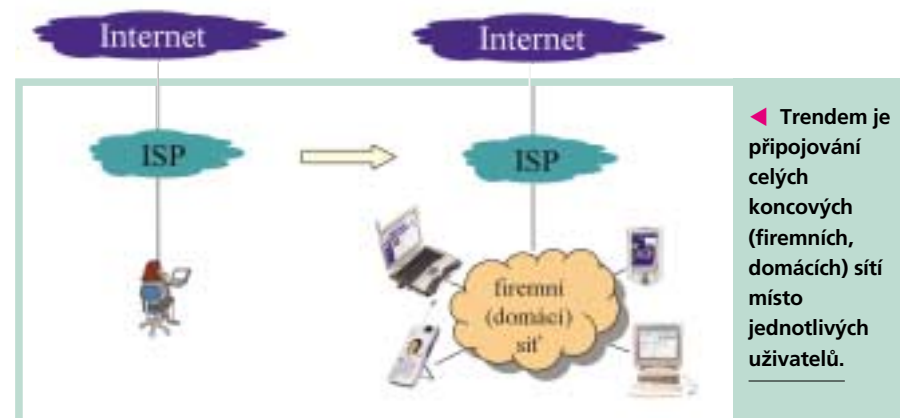 Internet
Internet
ISP
ISP
firemní
(domácí)
síť
Trendem je
připojování
celých
koncových
(firemních,
domácích) sítí
místo
jednotlivých
uživatelů.